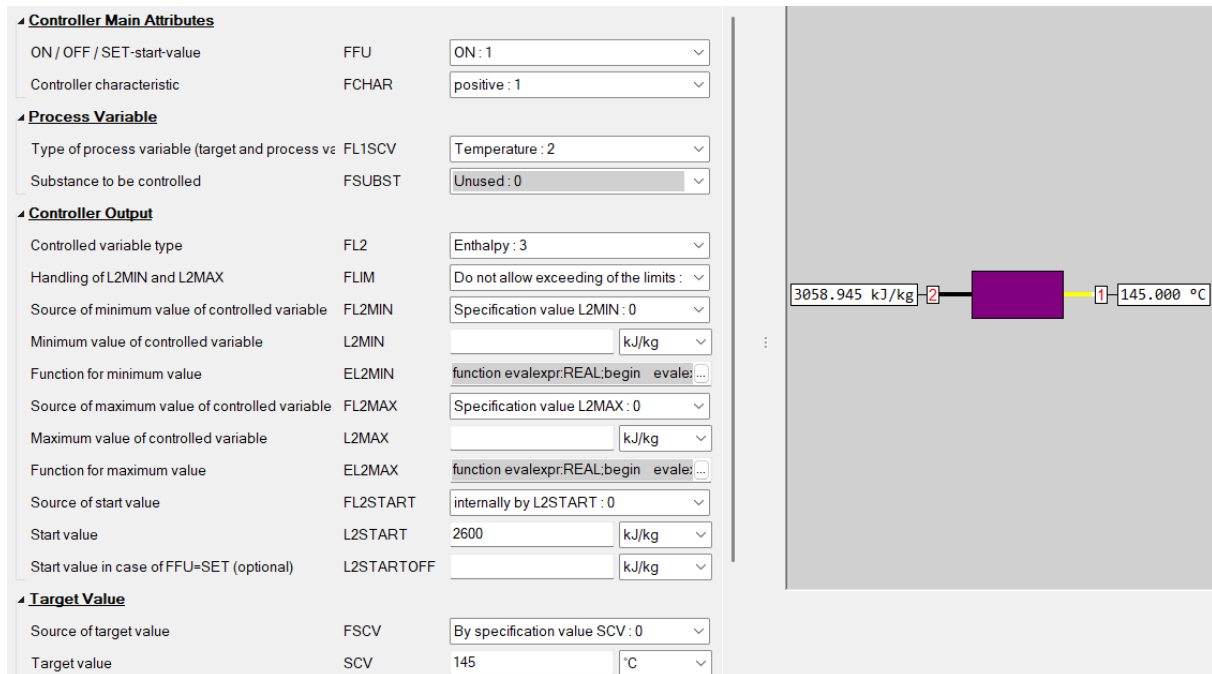 Controller Main Attributes
ON / OFF / SET-start-value FFU ON : 1
Controller characteristic FCHAR positive : 1
Process Variable
Type of process variable (target and process va FL1SCV Temperature : 2
Substance to be controlled FSUBST Unused : 0
Controller Output
Controlled variable type FL2 Enthalpy : 3
Handling of L2MIN and L2MAX FLIM Do not allow exceeding of the limits :
Source of minimum value of controlled variable FL2MIN Specification value L2MIN : 0
3058.945 kJ/kg 2 1 145.000 °C
Minimum value of controlled variable L2MIN kJ/kg
Function for minimum value EL2MIN function evalexpr:REAL;begin evale ...
Source of maximum value of controlled variable FL2MAX Specification value L2MAX : 0
Maximum value of controlled variable L2MAX kJ/kg
Function for maximum value EL2MAX function evalexpr:REAL;begin evale ...
Source of start value FL2START internally by L2START : 0
Start value L2START 2600 kJ/kg
Start value in case of FFU=SET (optional) L2STARTOFF kJ/kg
Target Value
Source of target value FSCV By specification value SCV : 0
Target value SCV 145 °C